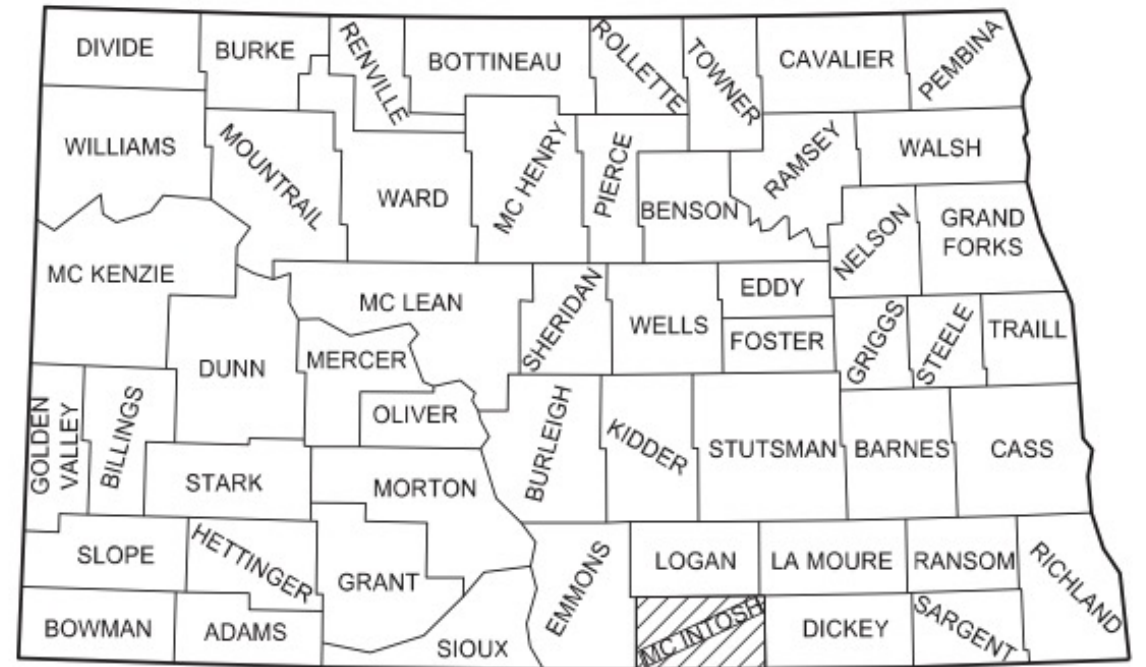 DIVIDE
BURKE
RENVILLE
BOTTINEAU
ROLLETTE
TOWNER
CAVALIER
PEMBINA
WILLIAMS
MOUNTRAIL
WARD
MC HENRY
PIERCE
BENSON
RAMSEY
WALSH
NELSON
GRAND
FORKS
MC KENZIE
DUNN
MC LEAN
MERCER
OLIVER
SHERIDAN
WELLS
EDDY
FOSTER
GRIGGS
STEELE
TRAILL
GOLDEN
VALLEY
BILLINGS
STARK
MORTON
BURLEIGH
KIDDER
STUTSMAN
BARNES
CASS
SLOPE
HETTINGER
GRANT
EMMONS
LOGAN
LA MOURE
RANSOM
RICHLAND
BOWMAN
ADAMS
SIOUX
MC INTOSH
DICKEY
SARGENT